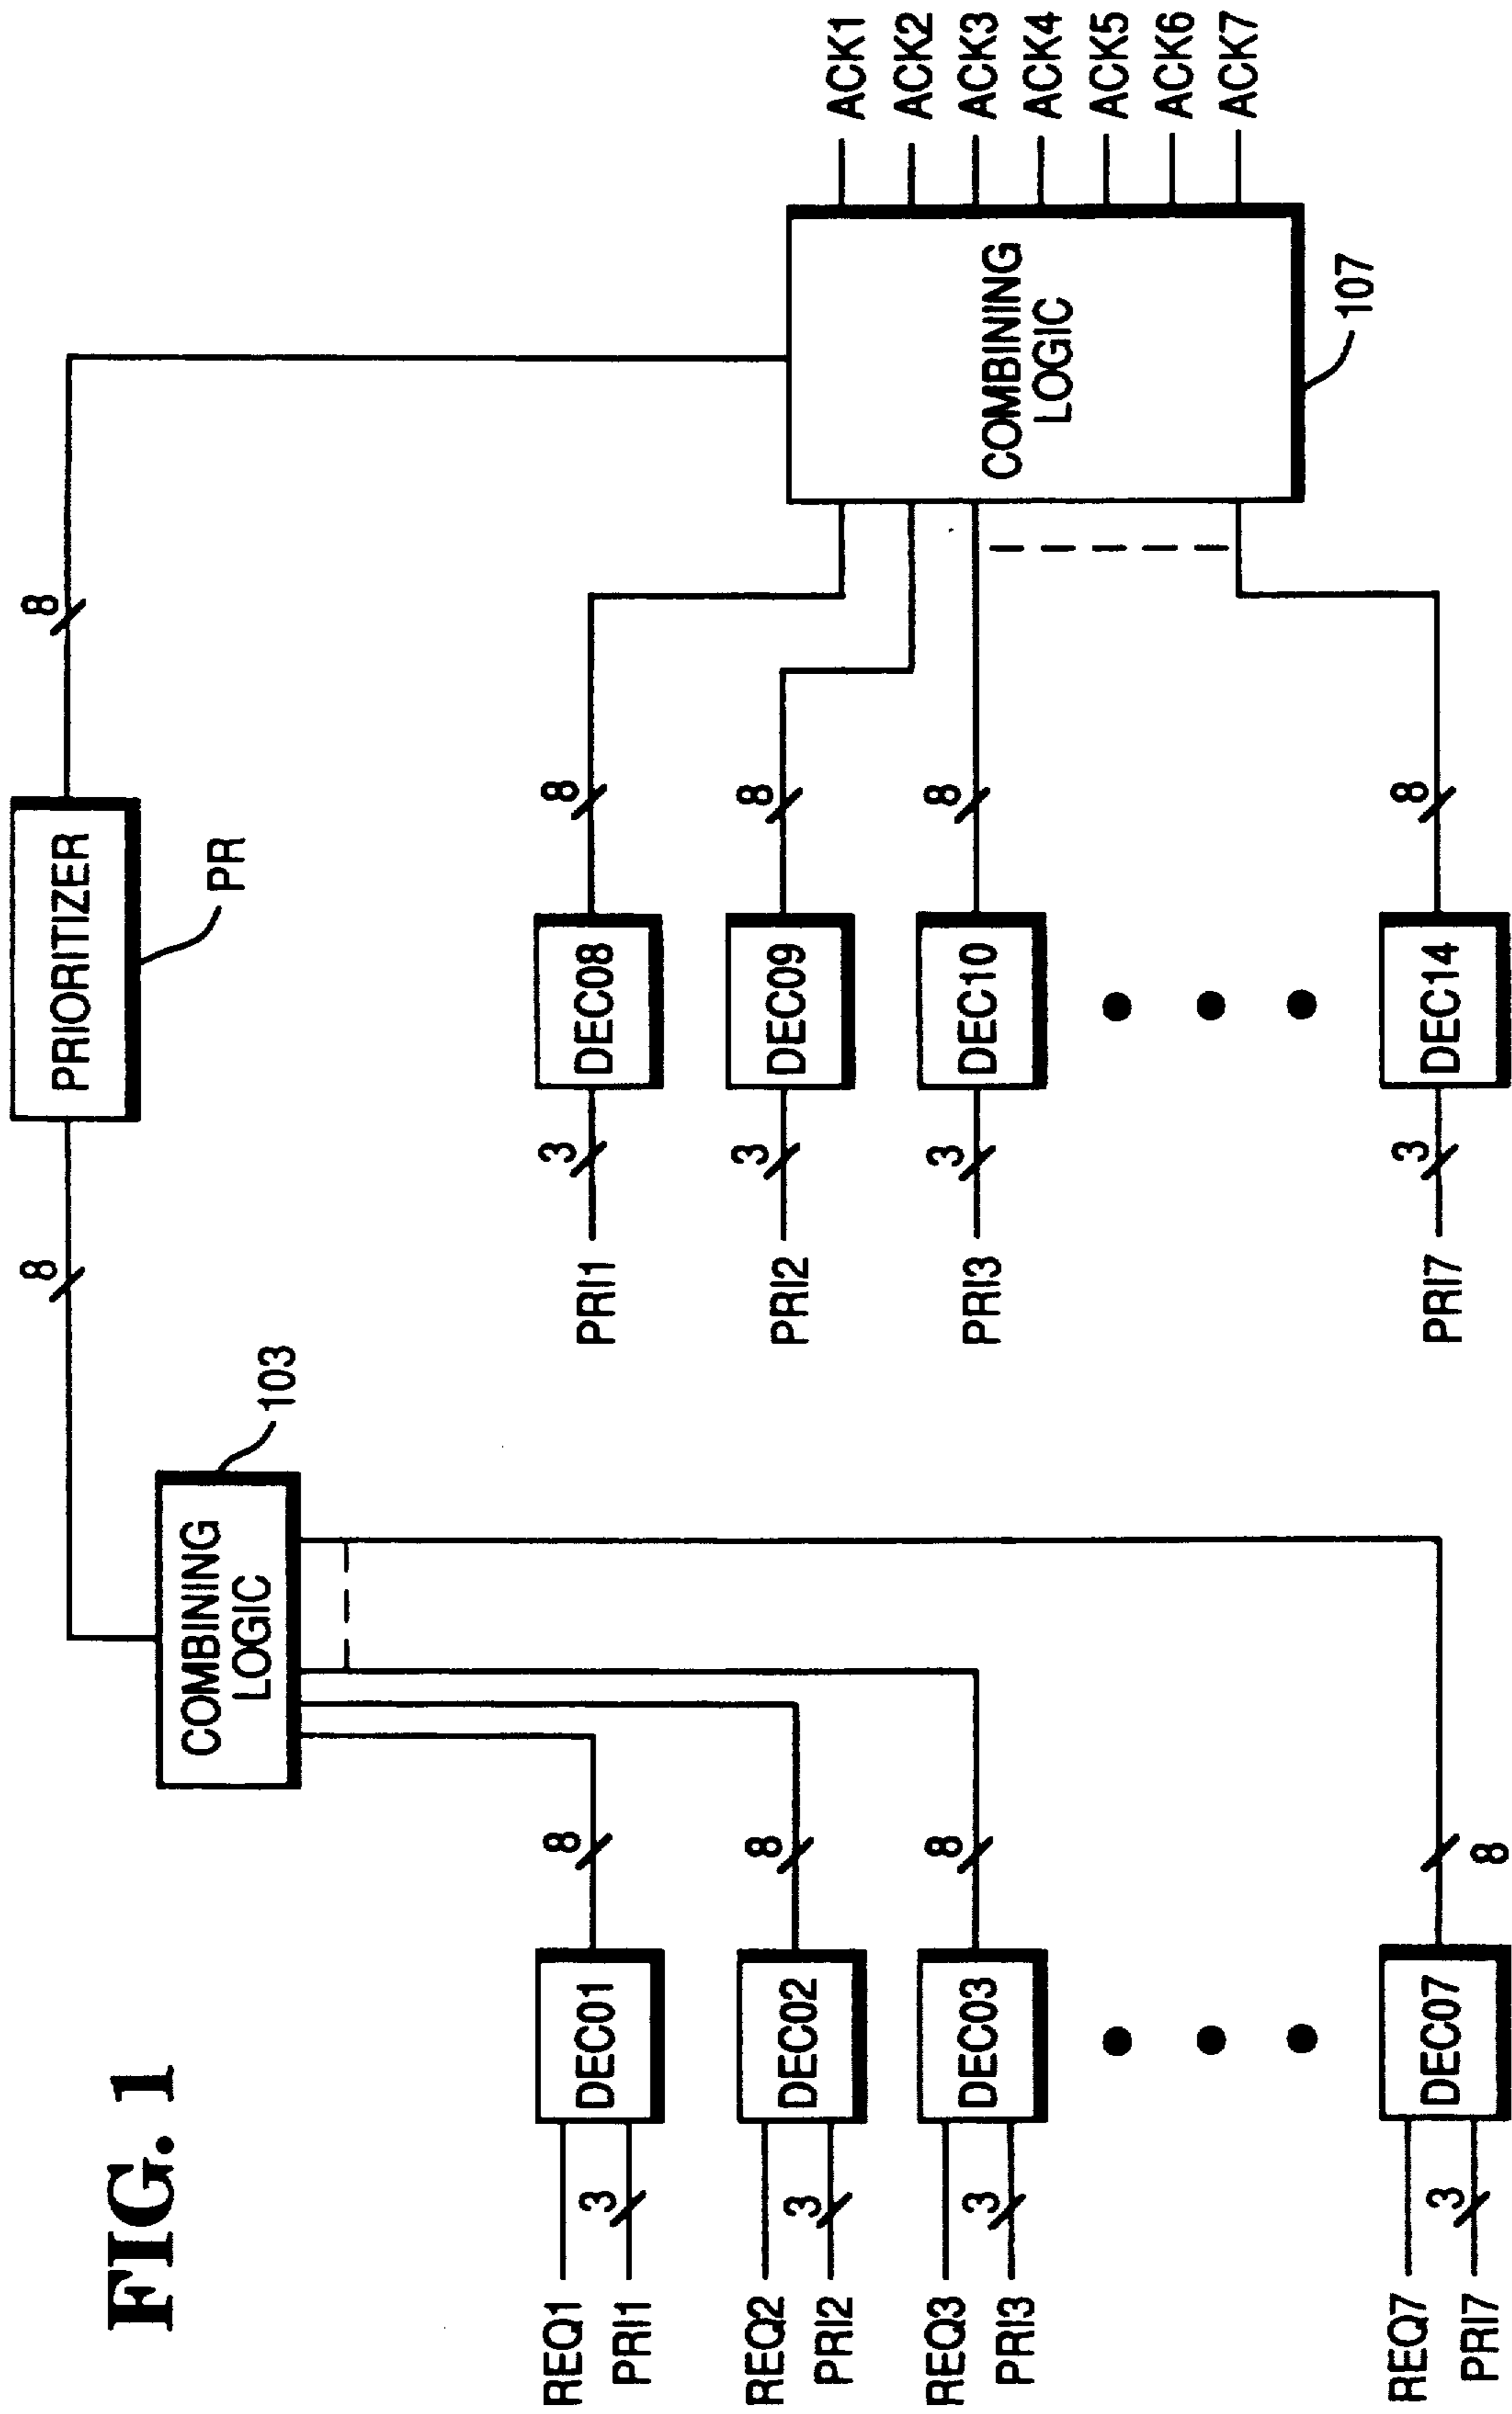 FIG. 1
8
PRIORITIZER
8
PR
COMBINING
LOGIC
103
REQ1
PRI1
3
DEC01
8
REQ2
PRI2
3
DEC02
8
REQ3
PRI3
3
DEC03
8
REQ7
PRI7
3
DEC07
8
PRI1
3
DEC08
8
PRI2
3
DEC09
8
PRI3
3
DEC10
8
PRI7
3
DEC14
8
COMBINING
LOGIC
107
ACK1
ACK2
ACK3
ACK4
ACK5
ACK6
ACK7